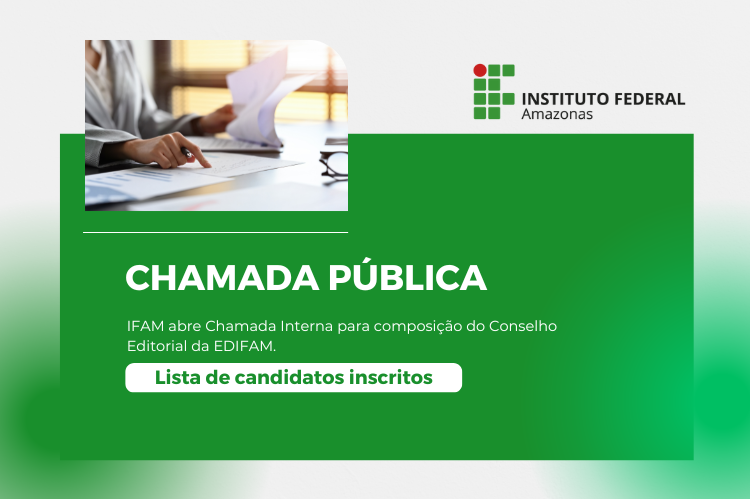 INSTITUTO FEDERAL
Amazonas
CHAMADA PÚBLICA
IFAM abre Chamada Interna para composição do Conselho
Editorial da EDIFAM.
Lista de candidatos inscritos